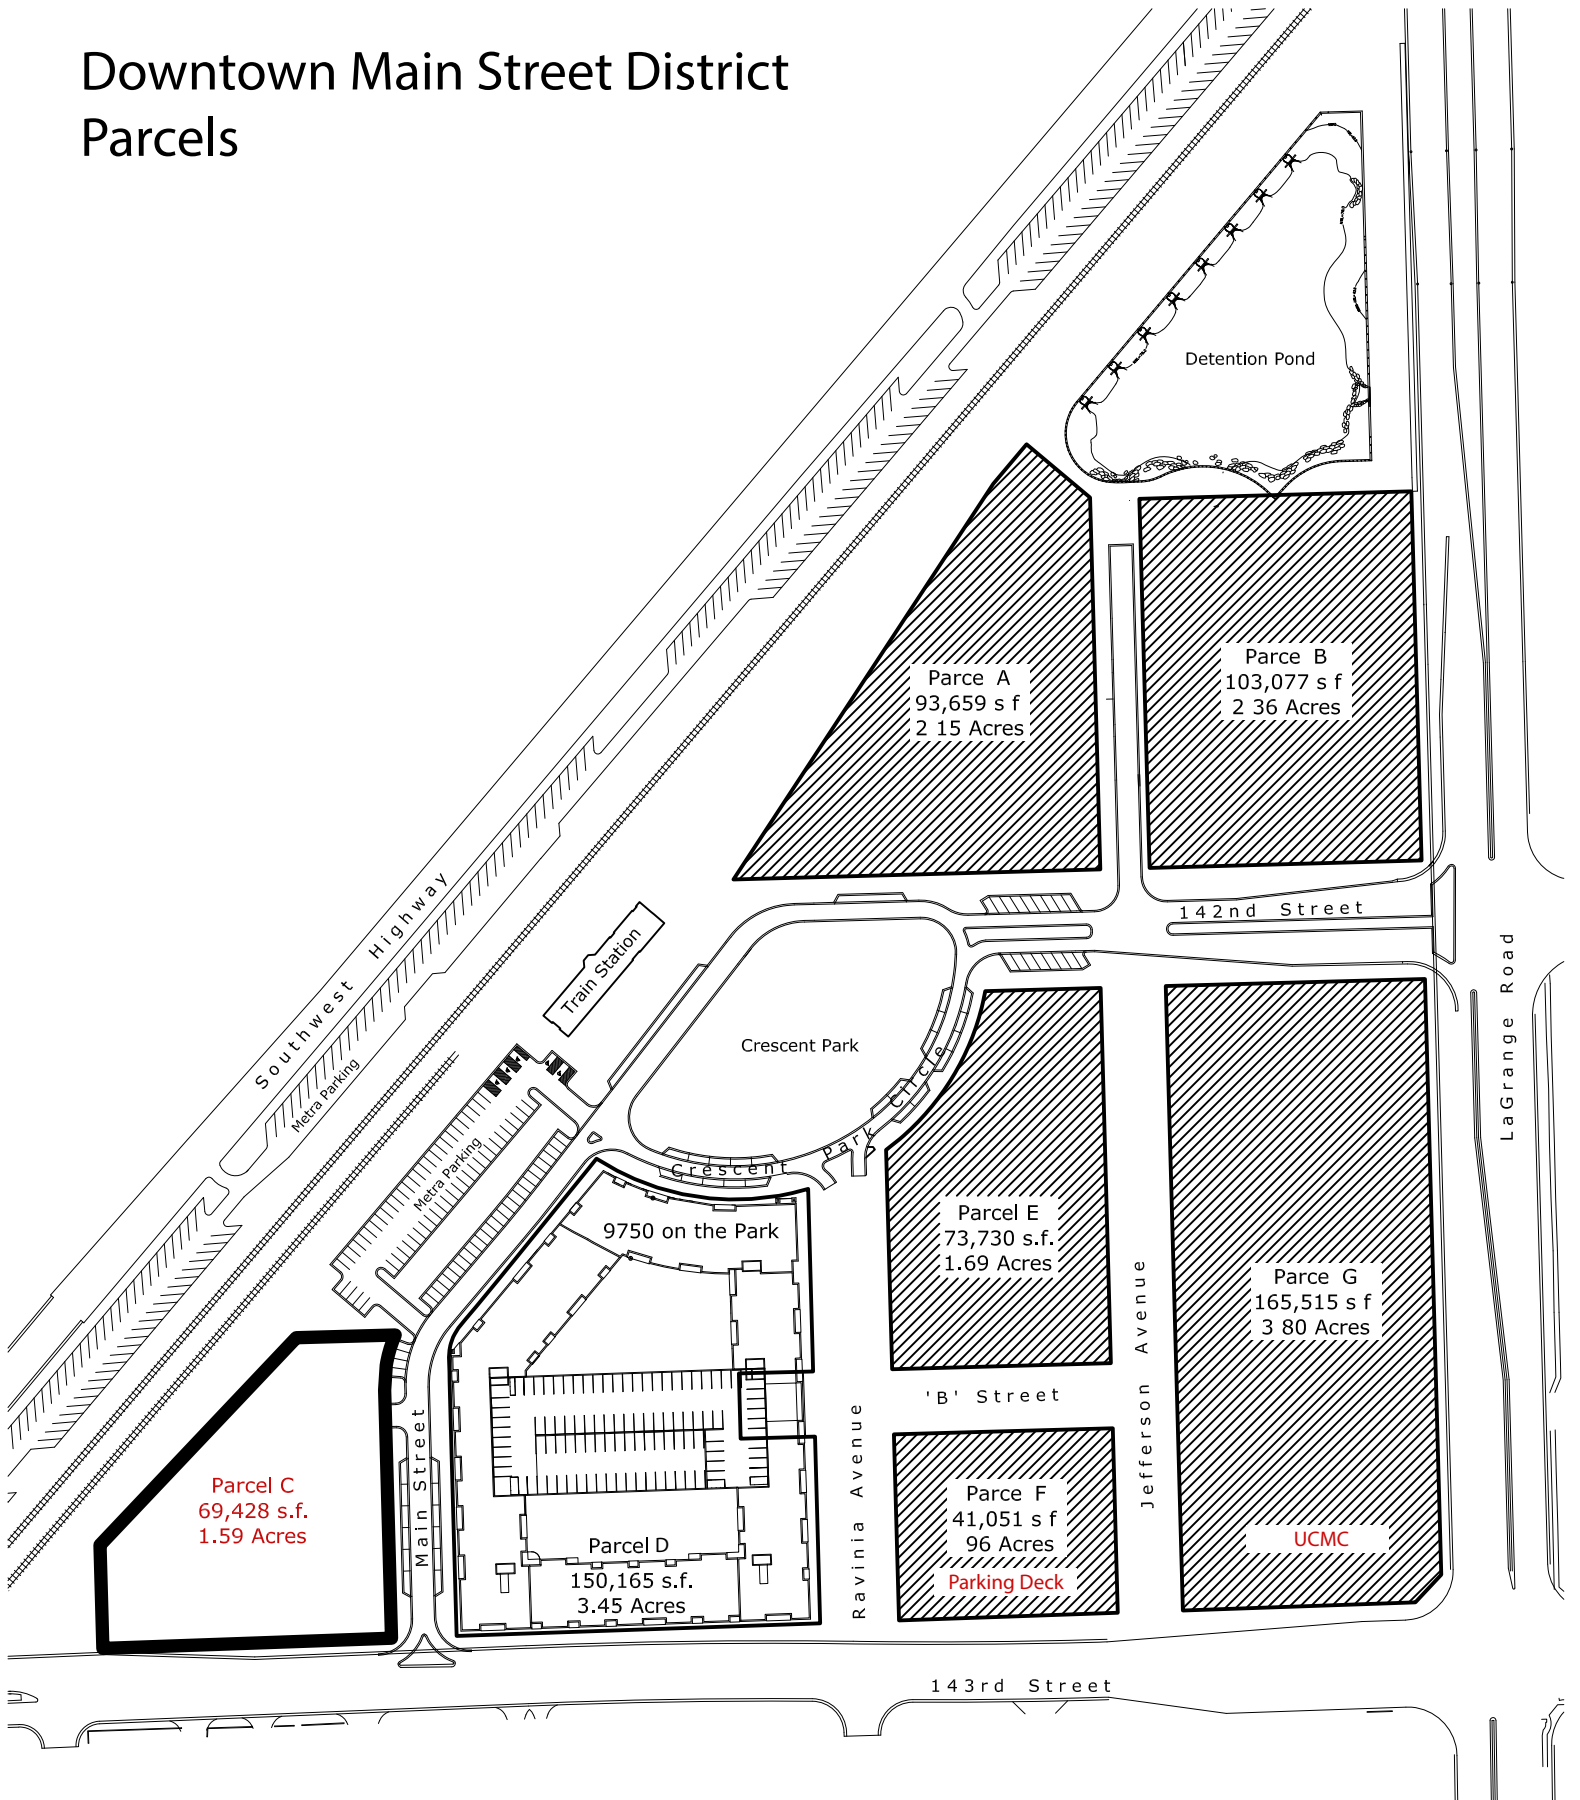 Downtown Main Street District
Parcels
Detention Pond
Parce A
93,659 s f
2 15 Acres
Parce B
103,077 s f
2 36 Acres
142nd Street
Southwest Highway
Metra Parking
Train Station
Crescent Park
LaGrange Road
Metra Parking
Crescent Park Circle
9750 on the Park
Parcel E
73,730 s.f.
1.69 Acres
Parce G
165,515 s f
3 80 Acres
UCMC
Jefferson Avenue
'B' Street
Ravinia Avenue
Main Street
Parcel C
69,428 s.f.
1.59 Acres
Parcel D
150,165 s.f.
3.45 Acres
Parce F
41,051 s f
96 Acres
Parking Deck
143rd Street